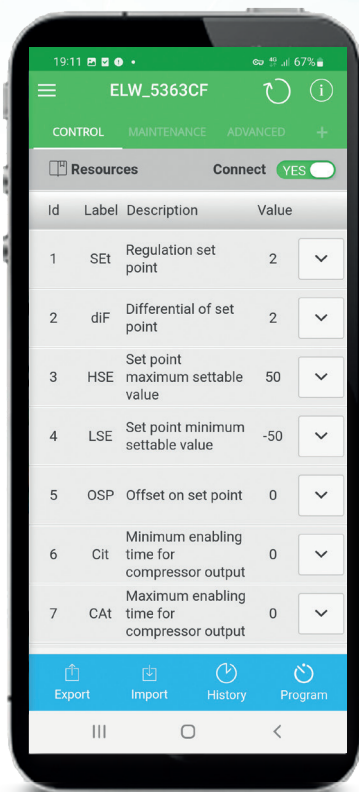 19:11 67%
ELW_5363CF
CONTROL MAINTENANCE ADVANCED +
Resources Connect YES
Id Label Description Value
1 SEt Regulation set
point 2
2 diF Differential of set
point 2
3 HSE Set point
maximum settable
value 50
4 LSE Set point minimum
settable value -50
5 OSP Offset on set point 0
6 Cit Minimum enabling
time for
compressor output 0
7 CAt Maximum enabling
time for
compressor output 0
Export Import History Program